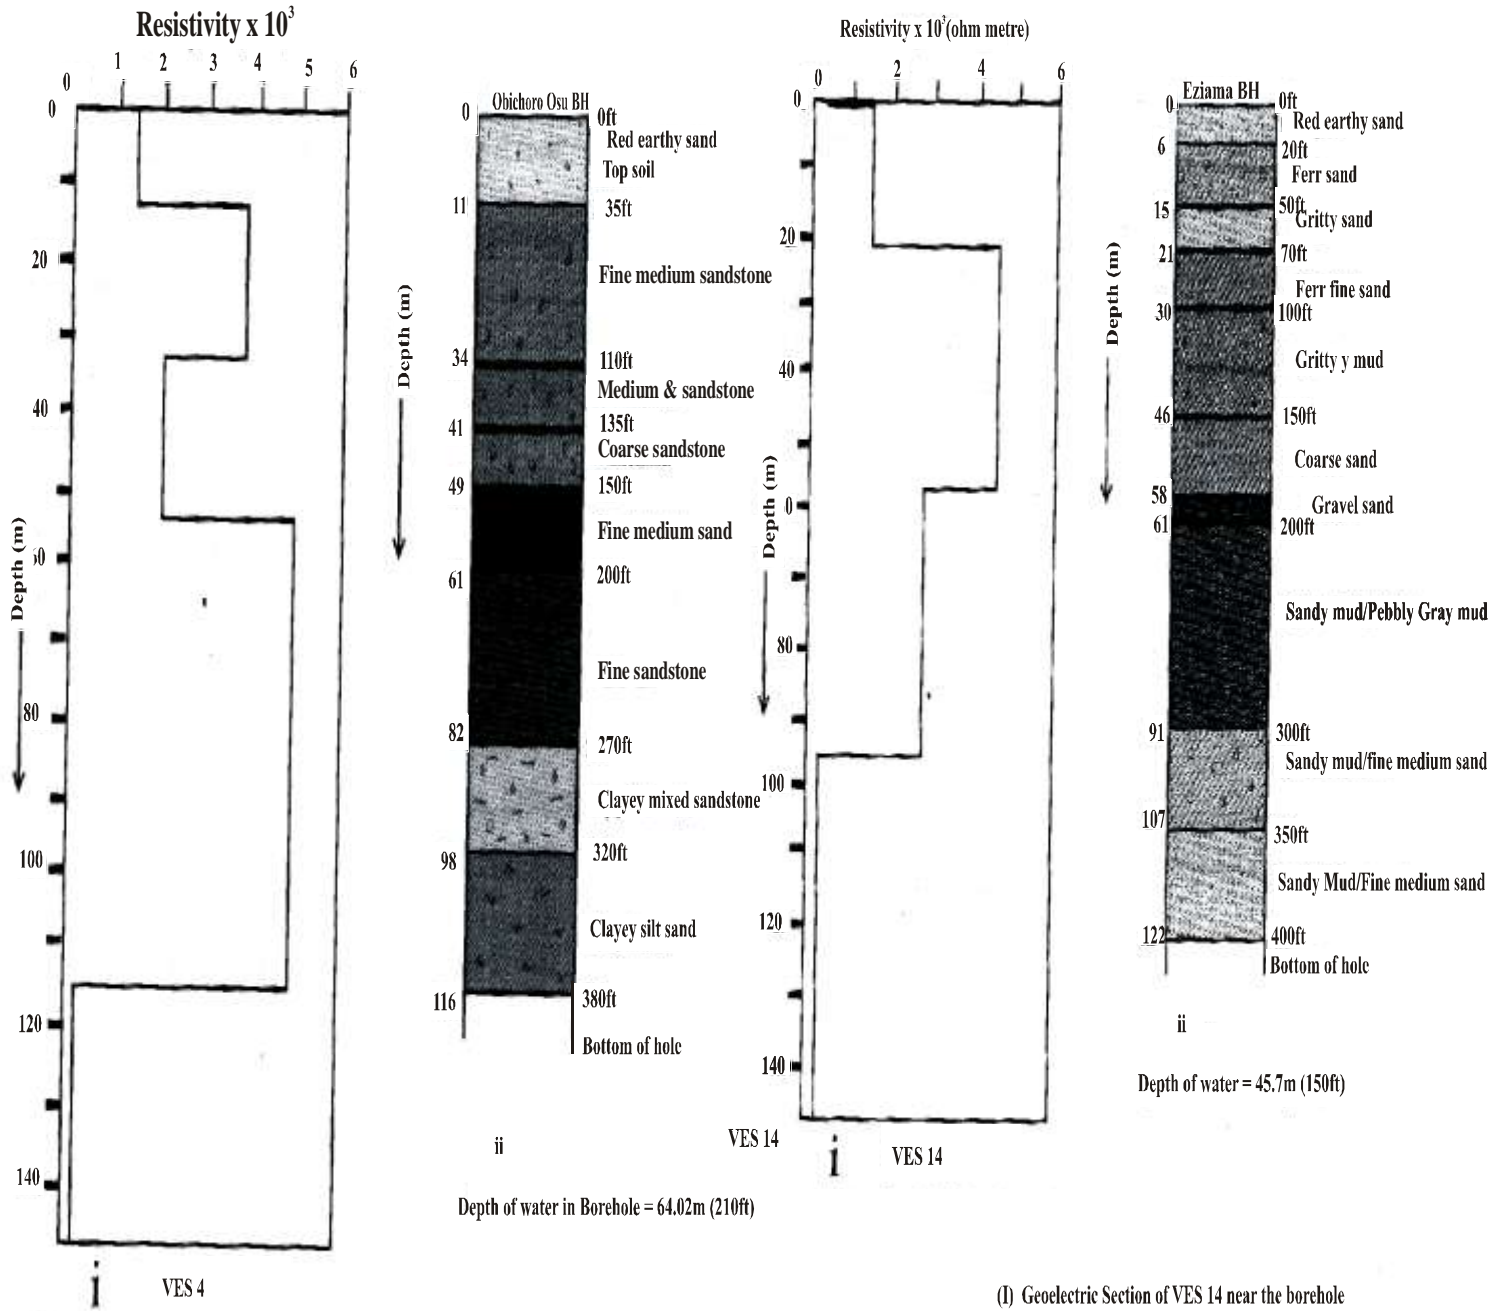 Resistivity x 10³
0 1 2 3 4 5 6
0
20
40
60
80
100
120
140
Depth (m)
i
VES 4
Obichoro Osu BH
0 0ft
Red earthy sand
Top soil
11 35ft
Fine medium sandstone
34 110ft
Medium & sandstone
41 135ft
Coarse sandstone
49 150ft
Fine medium sand
61 200ft
Fine sandstone
82 270ft
Clayey mixed sandstone
98 320ft
Clayey silt sand
116 380ft
Bottom of hole
Depth (m)
ii
Depth of water in Borehole = 64.02m (210ft)
Resistivity x 10³(ohm metre)
0 2 4 6
0
20
40
0
80
100
120
140
Depth (m)
VES 14
i
VES 14
Eziama BH
0 0ft
Red earthy sand
6 20ft
Ferr sand
15 50ft
Gritty sand
21 70ft
Ferr fine sand
30 100ft
Gritty y mud
46 150ft
Coarse sand
58
Gravel sand
61 200ft
Sandy mud/Pebbly Gray mud
91 300ft
Sandy mud/fine medium sand
107 350ft
Sandy Mud/Fine medium sand
122 400ft
Bottom of hole
Depth (m)
ii
Depth of water = 45.7m (150ft)
(I) Geoelectric Section of VES 14 near the borehole